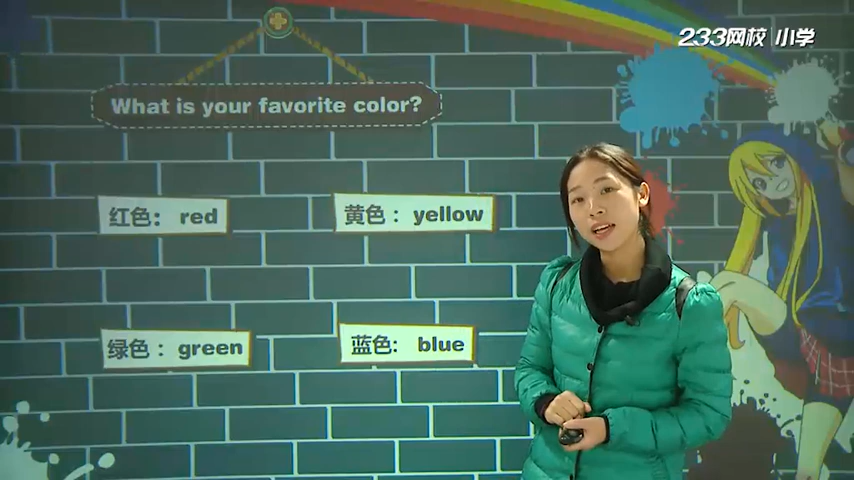 233网校 小学
What is your favorite color?
红色： red
黄色： yellow
绿色： green
蓝色： blue